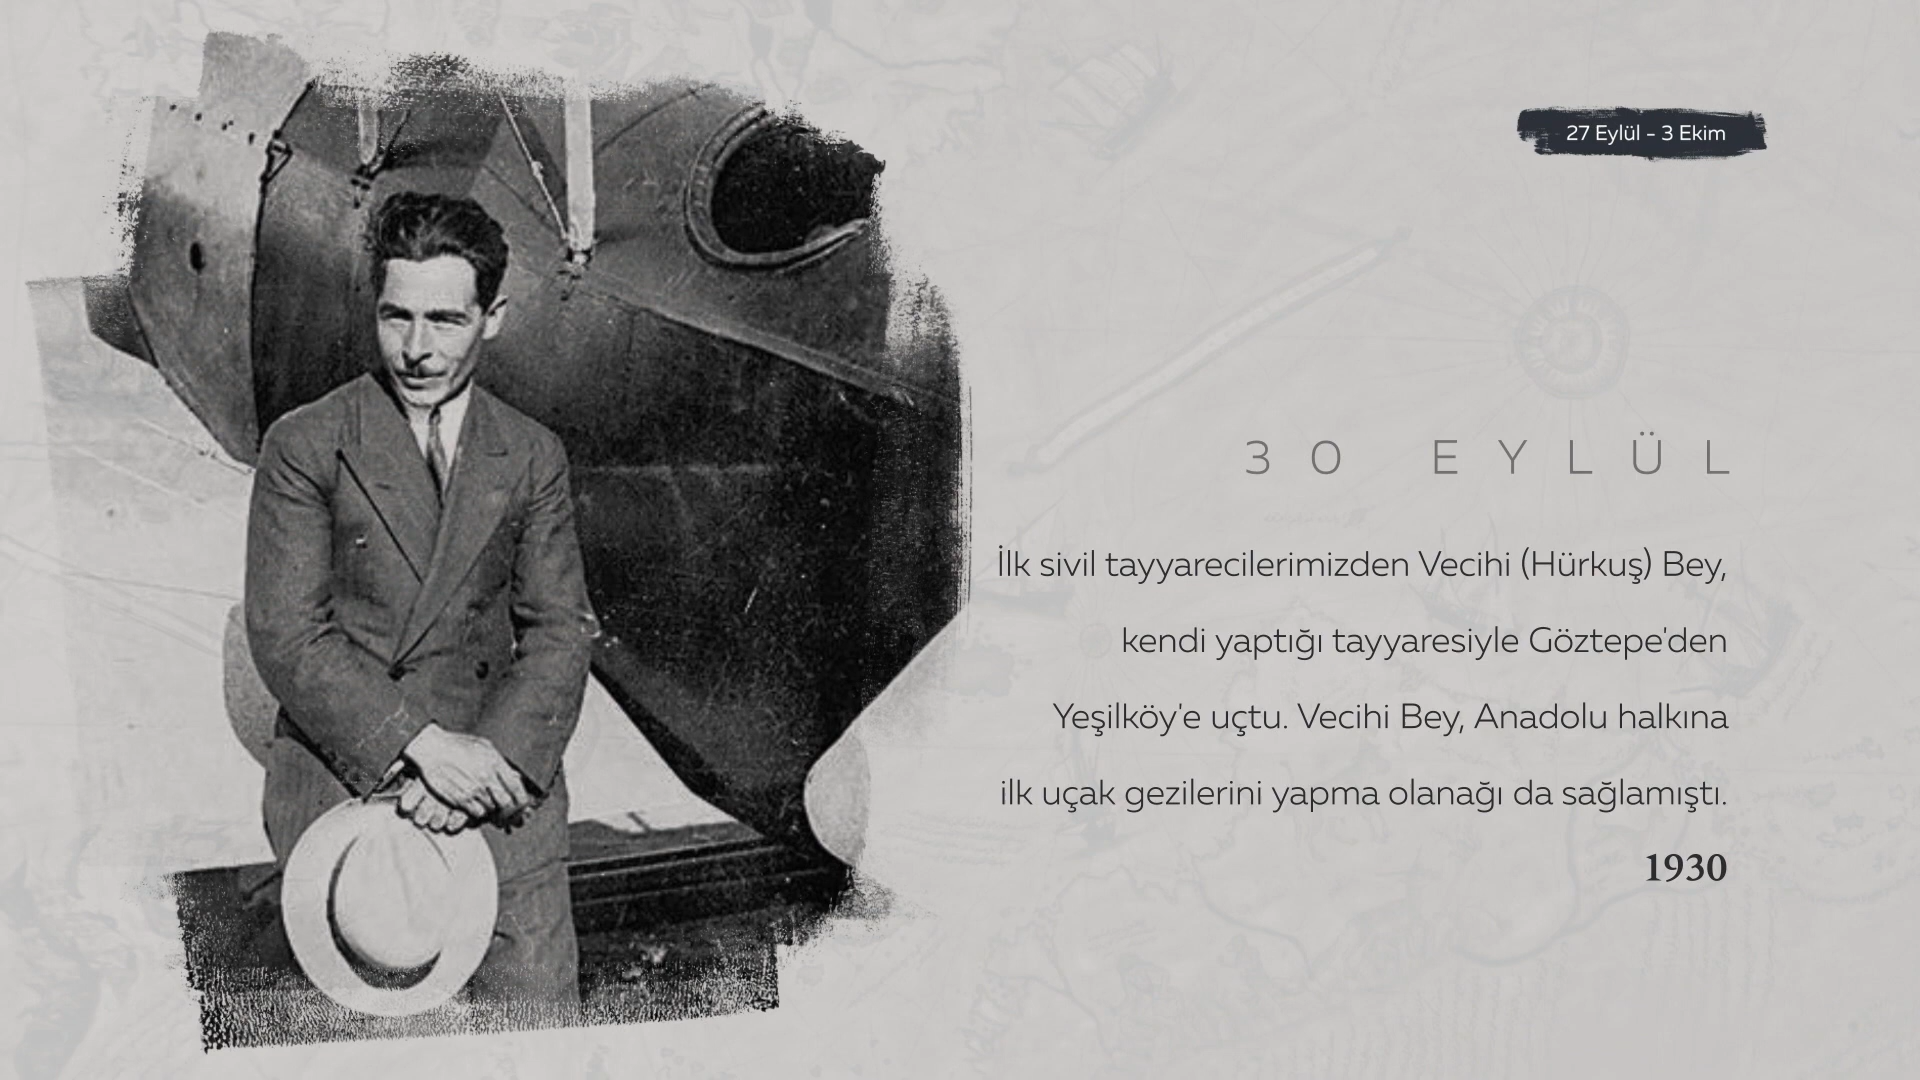 27 Eylül - 3 Ekim
30 EYLÜL
İlk sivil tayyarecilerimizden Vecihi (Hürkuş) Bey,
kendi yaptığı tayyaresiyle Göztepe'den
Yeşilköy'e uçtu. Vecihi Bey, Anadolu halkına
ilk uçak gezilerini yapma olanağı da sağlamıştı.
1930